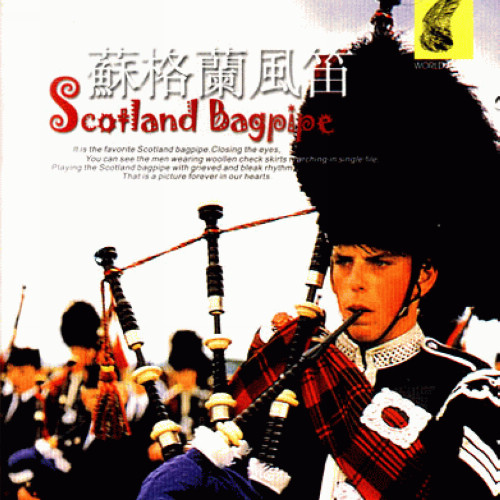 WORLD
蘇格蘭風笛
Scotland Bagpipe
It is the favorite Scotland bagpipe.Closing the eyes,
You can see the men wearing woollen check skirts marching in single file.
Playing the Scotland bagpipe with grieved and bleak rhythm,
That is a picture forever in our hearts